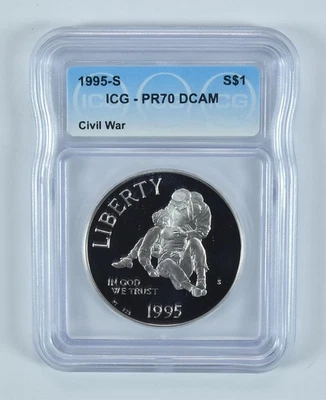 1995-S S$1
ICG - PR70 DCAM
Civil War
LIBERTY
IN GOD
WE TRUST
S
1995